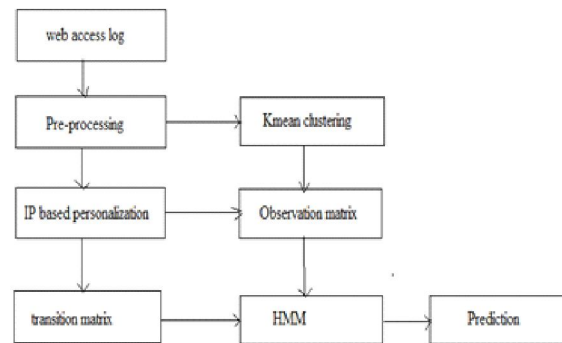 web access log
Pre-processing
Kmean clustering
IP based personalization
Observation matrix
transition matrix
HMM
Prediction